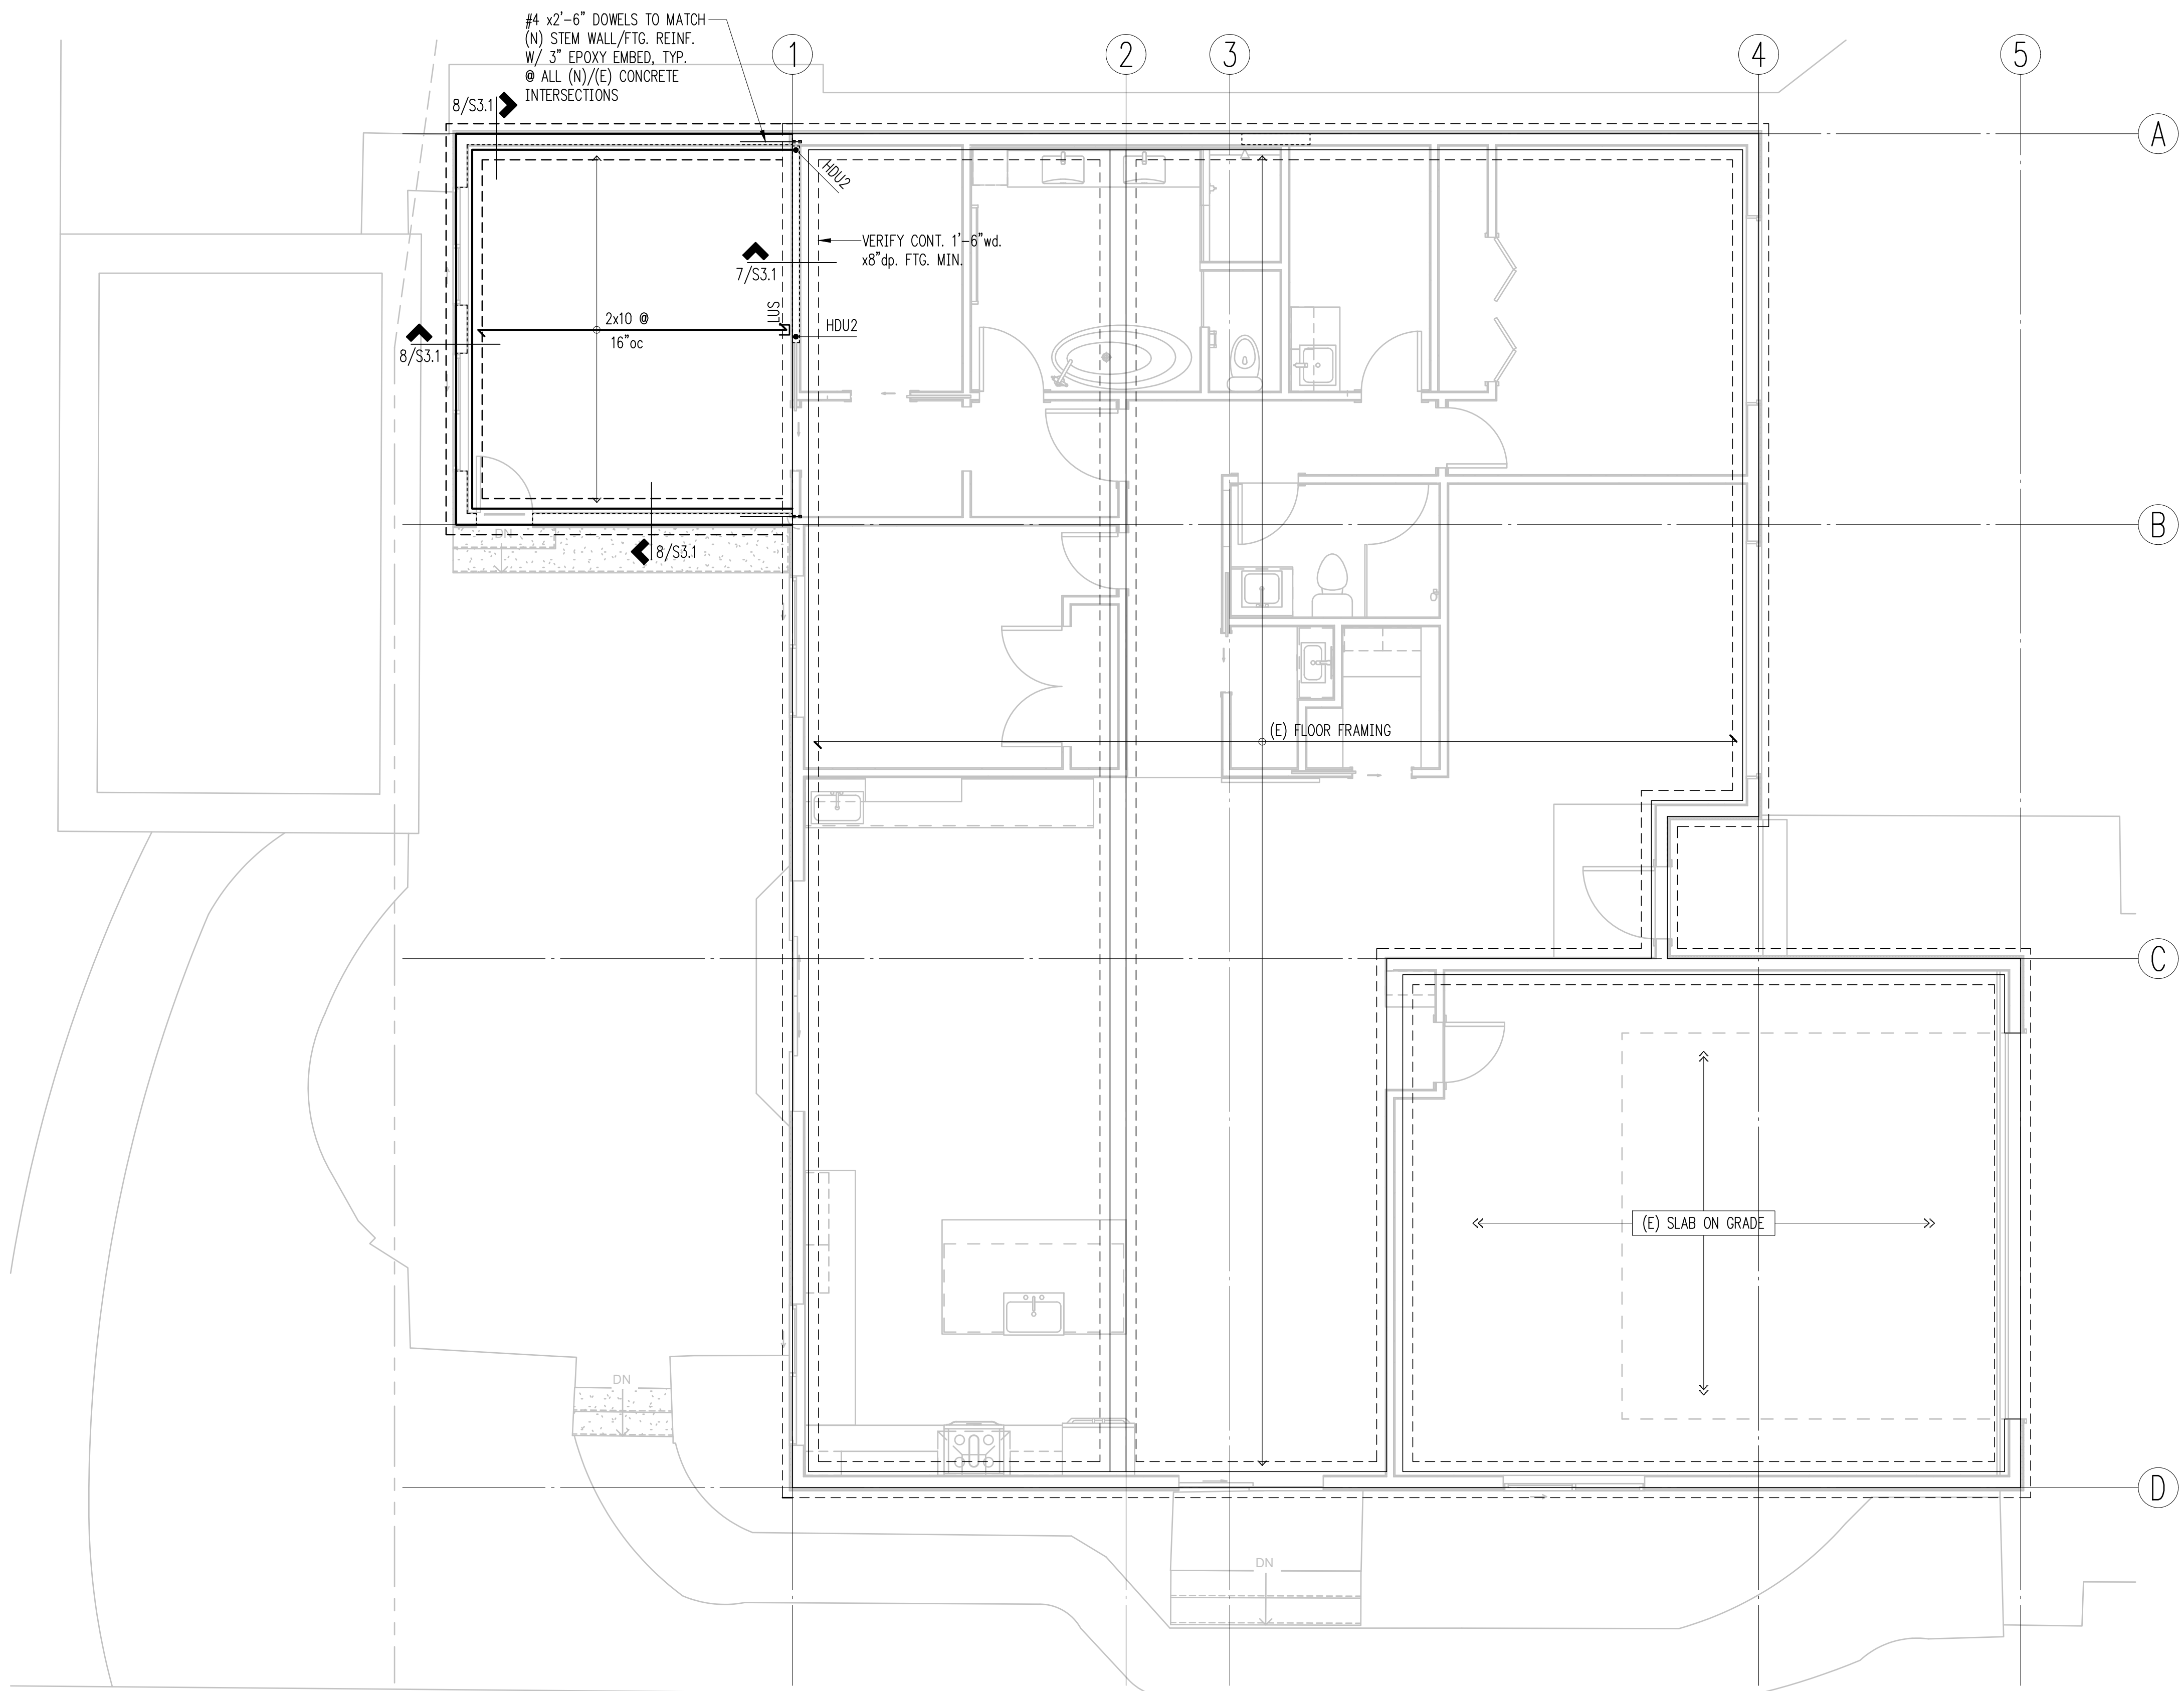 #4 x2'-6" DOWELS TO MATCH
(N) STEM WALL/FTG. REINF.
W/ 3" EPOXY EMBED, TYP.
@ ALL (N)/(E) CONCRETE
INTERSECTIONS
1
2
3
4
5
8/S3.1
A
HDU2
VERIFY CONT. 1'-6"wd.
x8"dp. FTG. MIN.
7/S3.1
LUS
2x10 @
16"oc
HDU2
8/S3.1
B
DN
8/S3.1
(E) FLOOR FRAMING
C
(E) SLAB ON GRADE
DN
D
DN